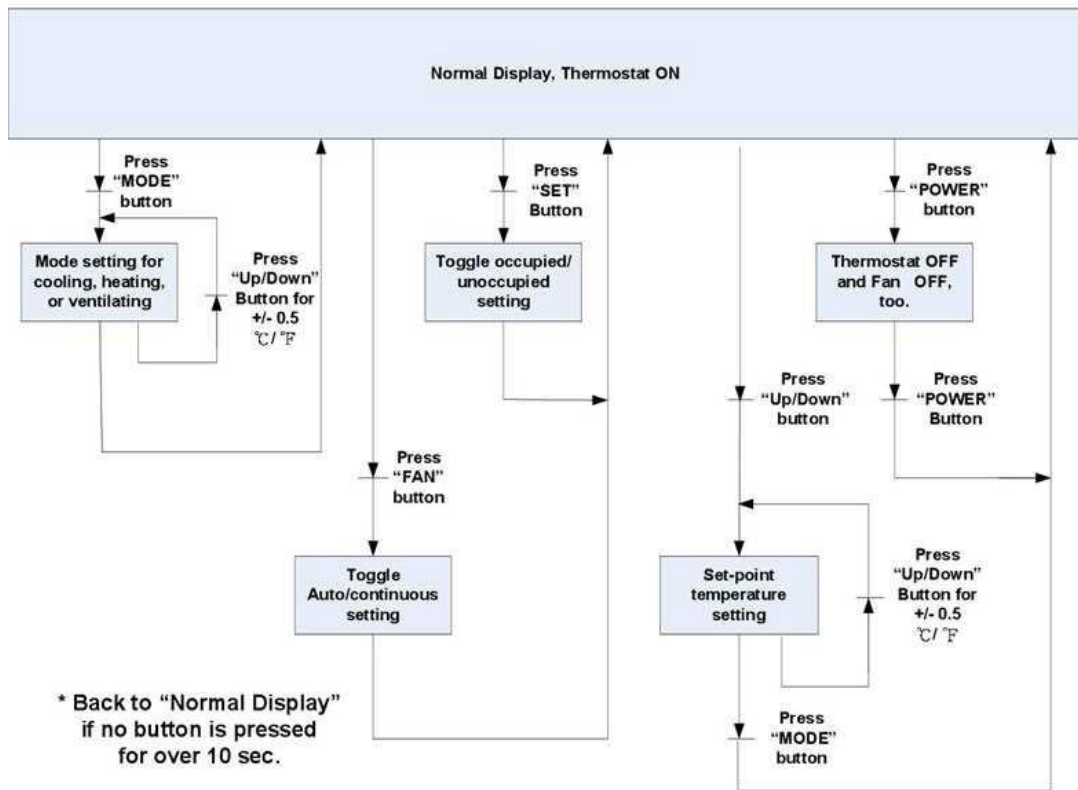 Normal Display, Thermostat ON
Press
“MODE”
button
Mode setting for
cooling, heating,
or ventilating
Press
“Up/Down”
Button for
+/- 0.5
℃/ ℉
Press
“FAN”
button
Toggle
Auto/continuous
setting
Press
“SET”
Button
Toggle occupied/
unoccupied
setting
Press
“Up/Down”
button
Set-point
temperature
setting
Press
“Up/Down”
Button for
+/- 0.5
℃/ ℉
Press
“MODE”
button
Press
“POWER”
button
Thermostat OFF
and Fan OFF,
too.
Press
“POWER”
Button
* Back to “Normal Display”
if no button is pressed
for over 10 sec.